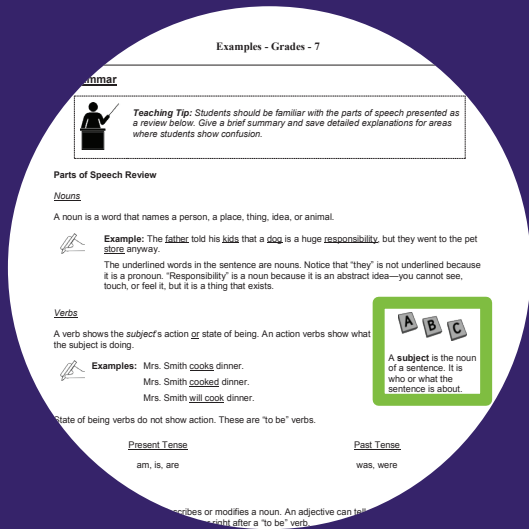 Examples - Grades - 7
mmar
Teaching Tip: Students should be familiar with the parts of speech presented as
a review below. Give a brief summary and save detailed explanations for areas
where students show confusion.
Parts of Speech Review
Nouns
A noun is a word that names a person, a place, thing, idea, or animal.
Example: The father told his kids that a dog is a huge responsibility, but they went to the pet
store anyway.
The underlined words in the sentence are nouns. Notice that “they” is not underlined because
it is a pronoun. “Responsibility” is a noun because it is an abstract idea—you cannot see,
touch, or feel it, but it is a thing that exists.
Verbs
A verb shows the subject's action or state of being. An action verbs show what
the subject is doing.
A B C
A subject is the noun
of a sentence. It is
who or what the
sentence is about.
Examples: Mrs. Smith cooks dinner.
Mrs. Smith cooked dinner.
Mrs. Smith will cook dinner.
State of being verbs do not show action. These are “to be” verbs.
Present Tense Past Tense
am, is, are was, were
scribes or modifies a noun. An adjective can tell
right after a “to be” verb.